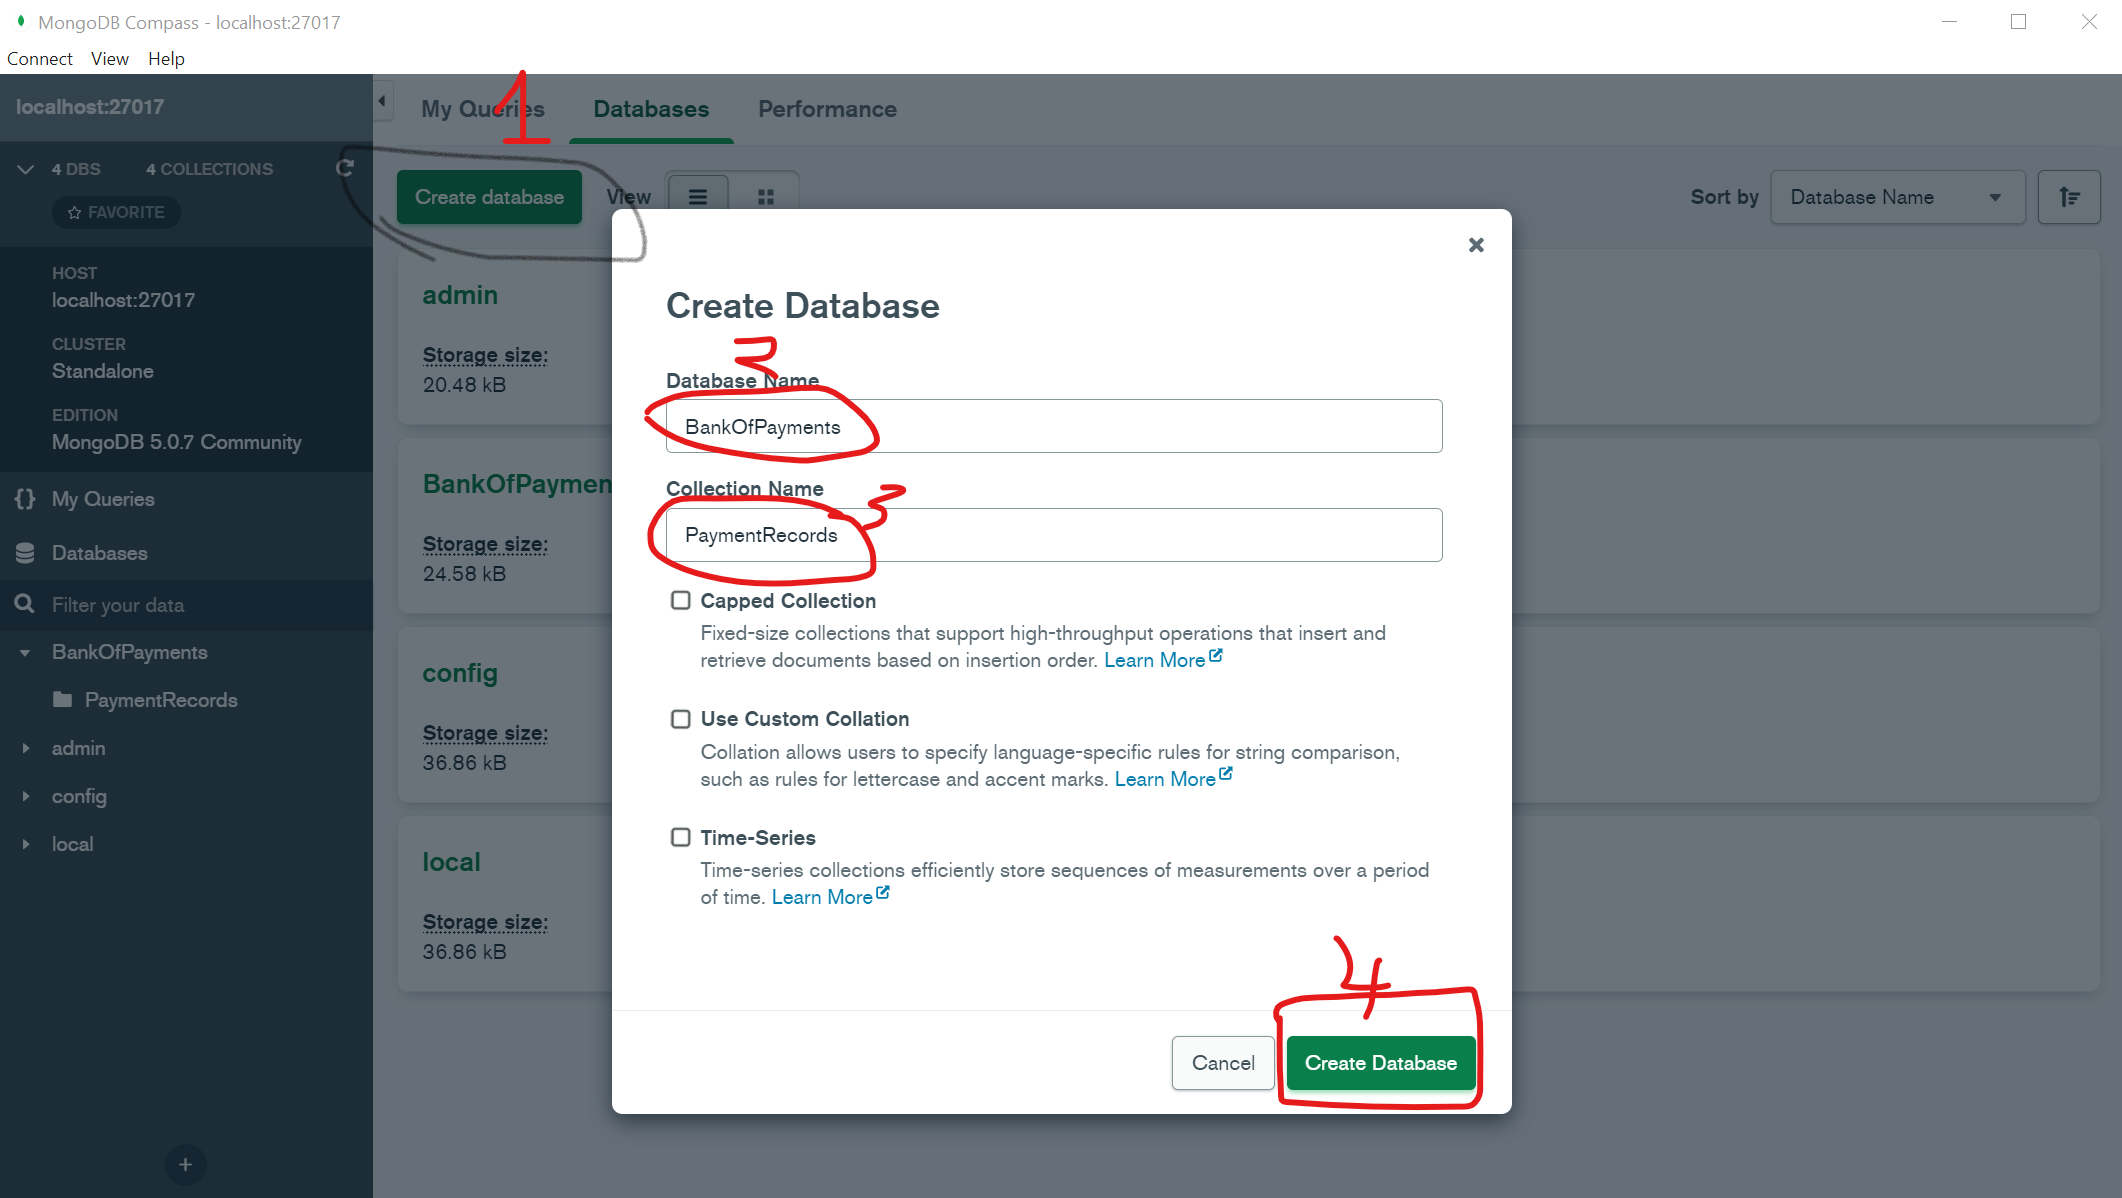 MongoDB Compass - localhost:27017
Connect View Help
localhost:27017
4 DBS 4 COLLECTIONS
FAVORITE
HOST
localhost:27017
CLUSTER
Standalone
EDITION
MongoDB 5.0.7 Community
My Queries
Databases
Filter your data
BankOfPayments
PaymentRecords
admin
config
local
+
1
My Queries Databases Performance
Create database View
Sort by Database Name
admin
Storage size:
20.48 kB
BankOfPaymen
Storage size:
24.58 kB
config
Storage size:
36.86 kB
local
Storage size:
36.86 kB
Create Database
Database Name
BankOfPayments
Collection Name
3
PaymentRecords
Capped Collection
Fixed-size collections that support high-throughput operations that insert and
retrieve documents based on insertion order. Learn More
Use Custom Collation
Collation allows users to specify language-specific rules for string comparison,
such as rules for lettercase and accent marks. Learn More
Time-Series
Time-series collections efficiently store sequences of measurements over a period
of time. Learn More
4
Cancel Create Database